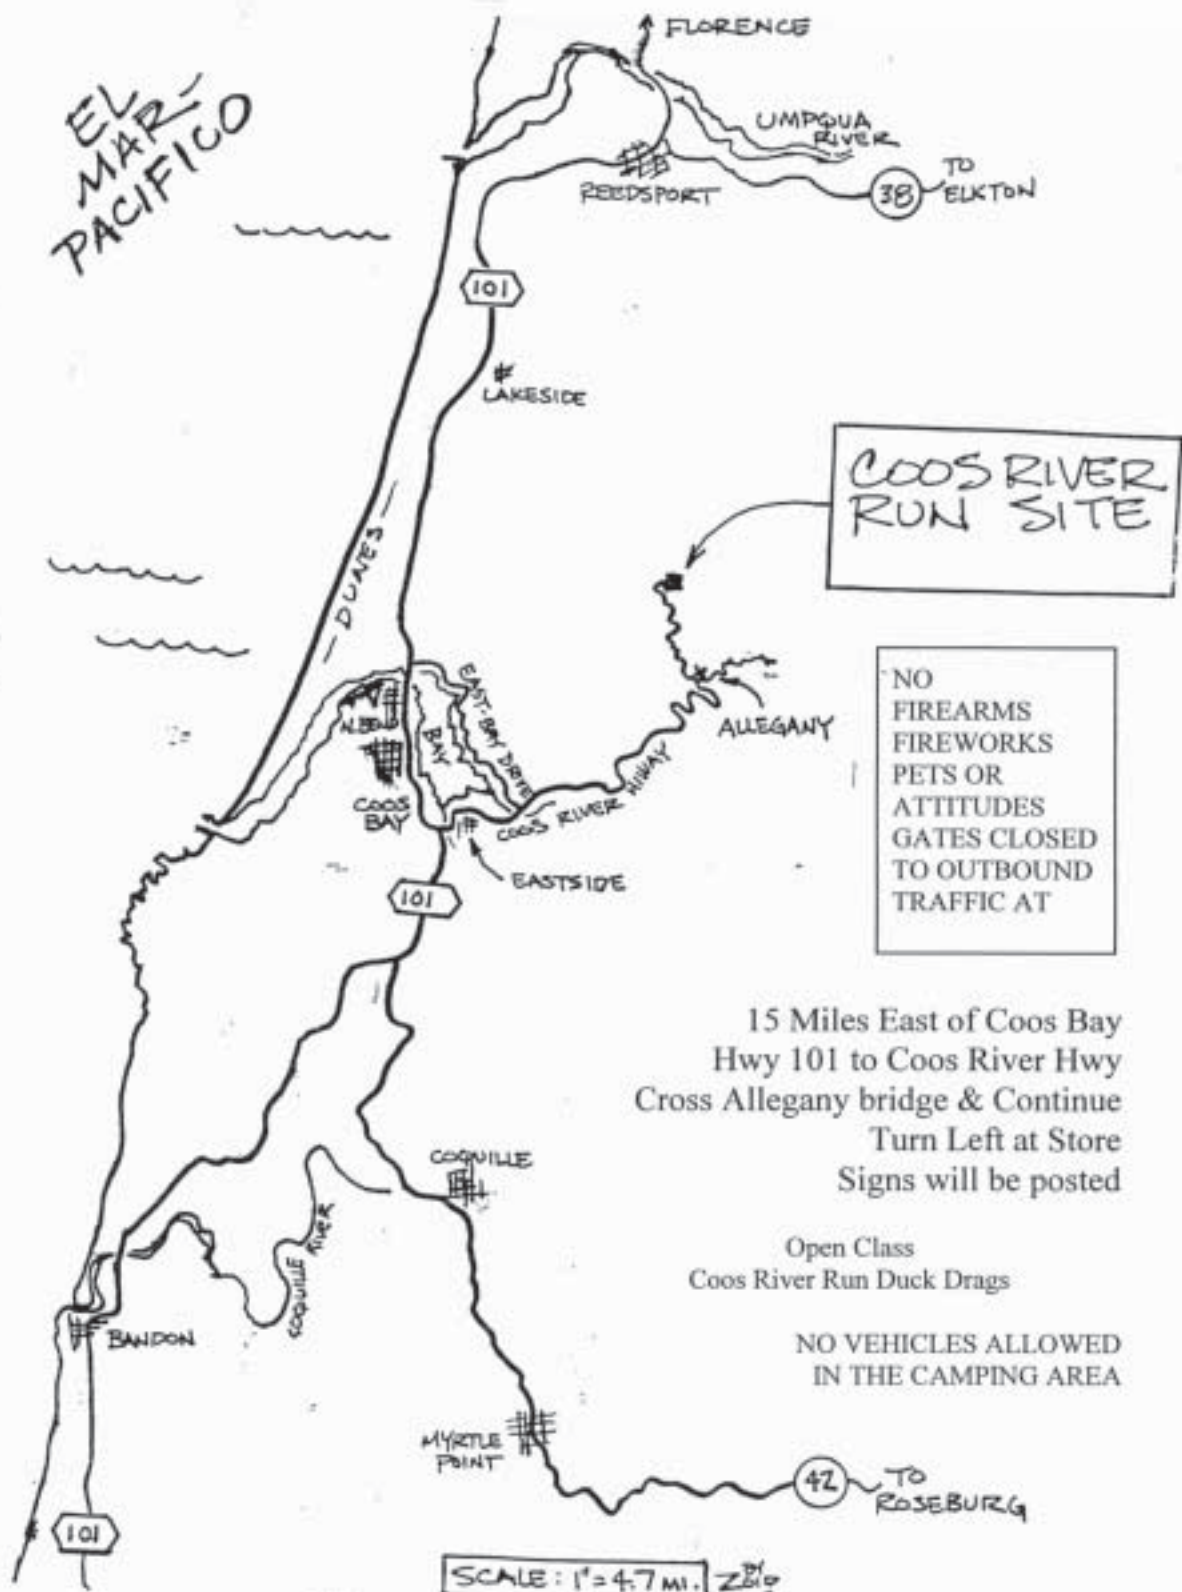 FLORENCE
EL
MAR
PACIFICO
UMPQUA
RIVER
REEDSPORT
38
TO
ELKTON
101
LAKESIDE
COOS RIVER
RUN SITE
DUNES
EAST-BAY DRIVE
BAY
COOS
BAY
COOS RIVER HIWAY
ALLEGANY
EASTSIDE
101
NO
FIREARMS
FIREWORKS
PETS OR
ATTITUDES
GATES CLOSED
TO OUTBOUND
TRAFFIC AT
15 Miles East of Coos Bay
Hwy 101 to Coos River Hwy
Cross Allegany bridge & Continue
Turn Left at Store
Signs will be posted
COQUILLE
COQUILLE
RIVER
Open Class
Coos River Run Duck Drags
BANDON
NO VEHICLES ALLOWED
IN THE CAMPING AREA
MYRTLE
POINT
42
TO
ROSEBURG
101
SCALE: 1"=4.7 MI.
BY